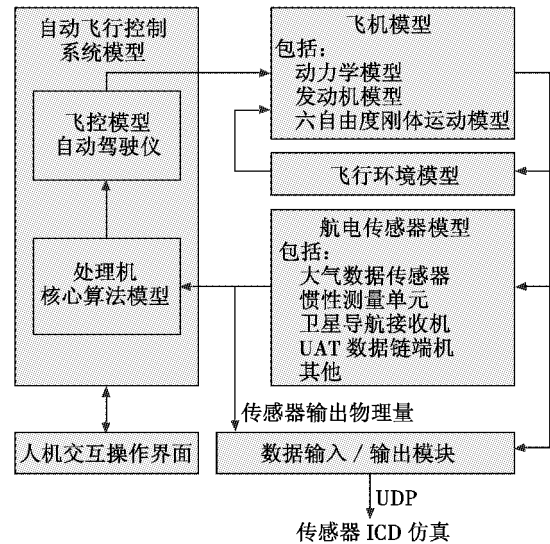 自动飞行控制
系统模型
飞控模型
自动驾驶仪
处理机
核心算法模型
人机交互操作界面
飞机模型
包括：
动力学模型
发动机模型
六自由度刚体运动模型
飞行环境模型
航电传感器模型
包括：
大气数据传感器
惯性测量单元
卫星导航接收机
UAT 数据链端机
其他
传感器输出物理量
数据输入 / 输出模块
UDP
传感器 ICD 仿真